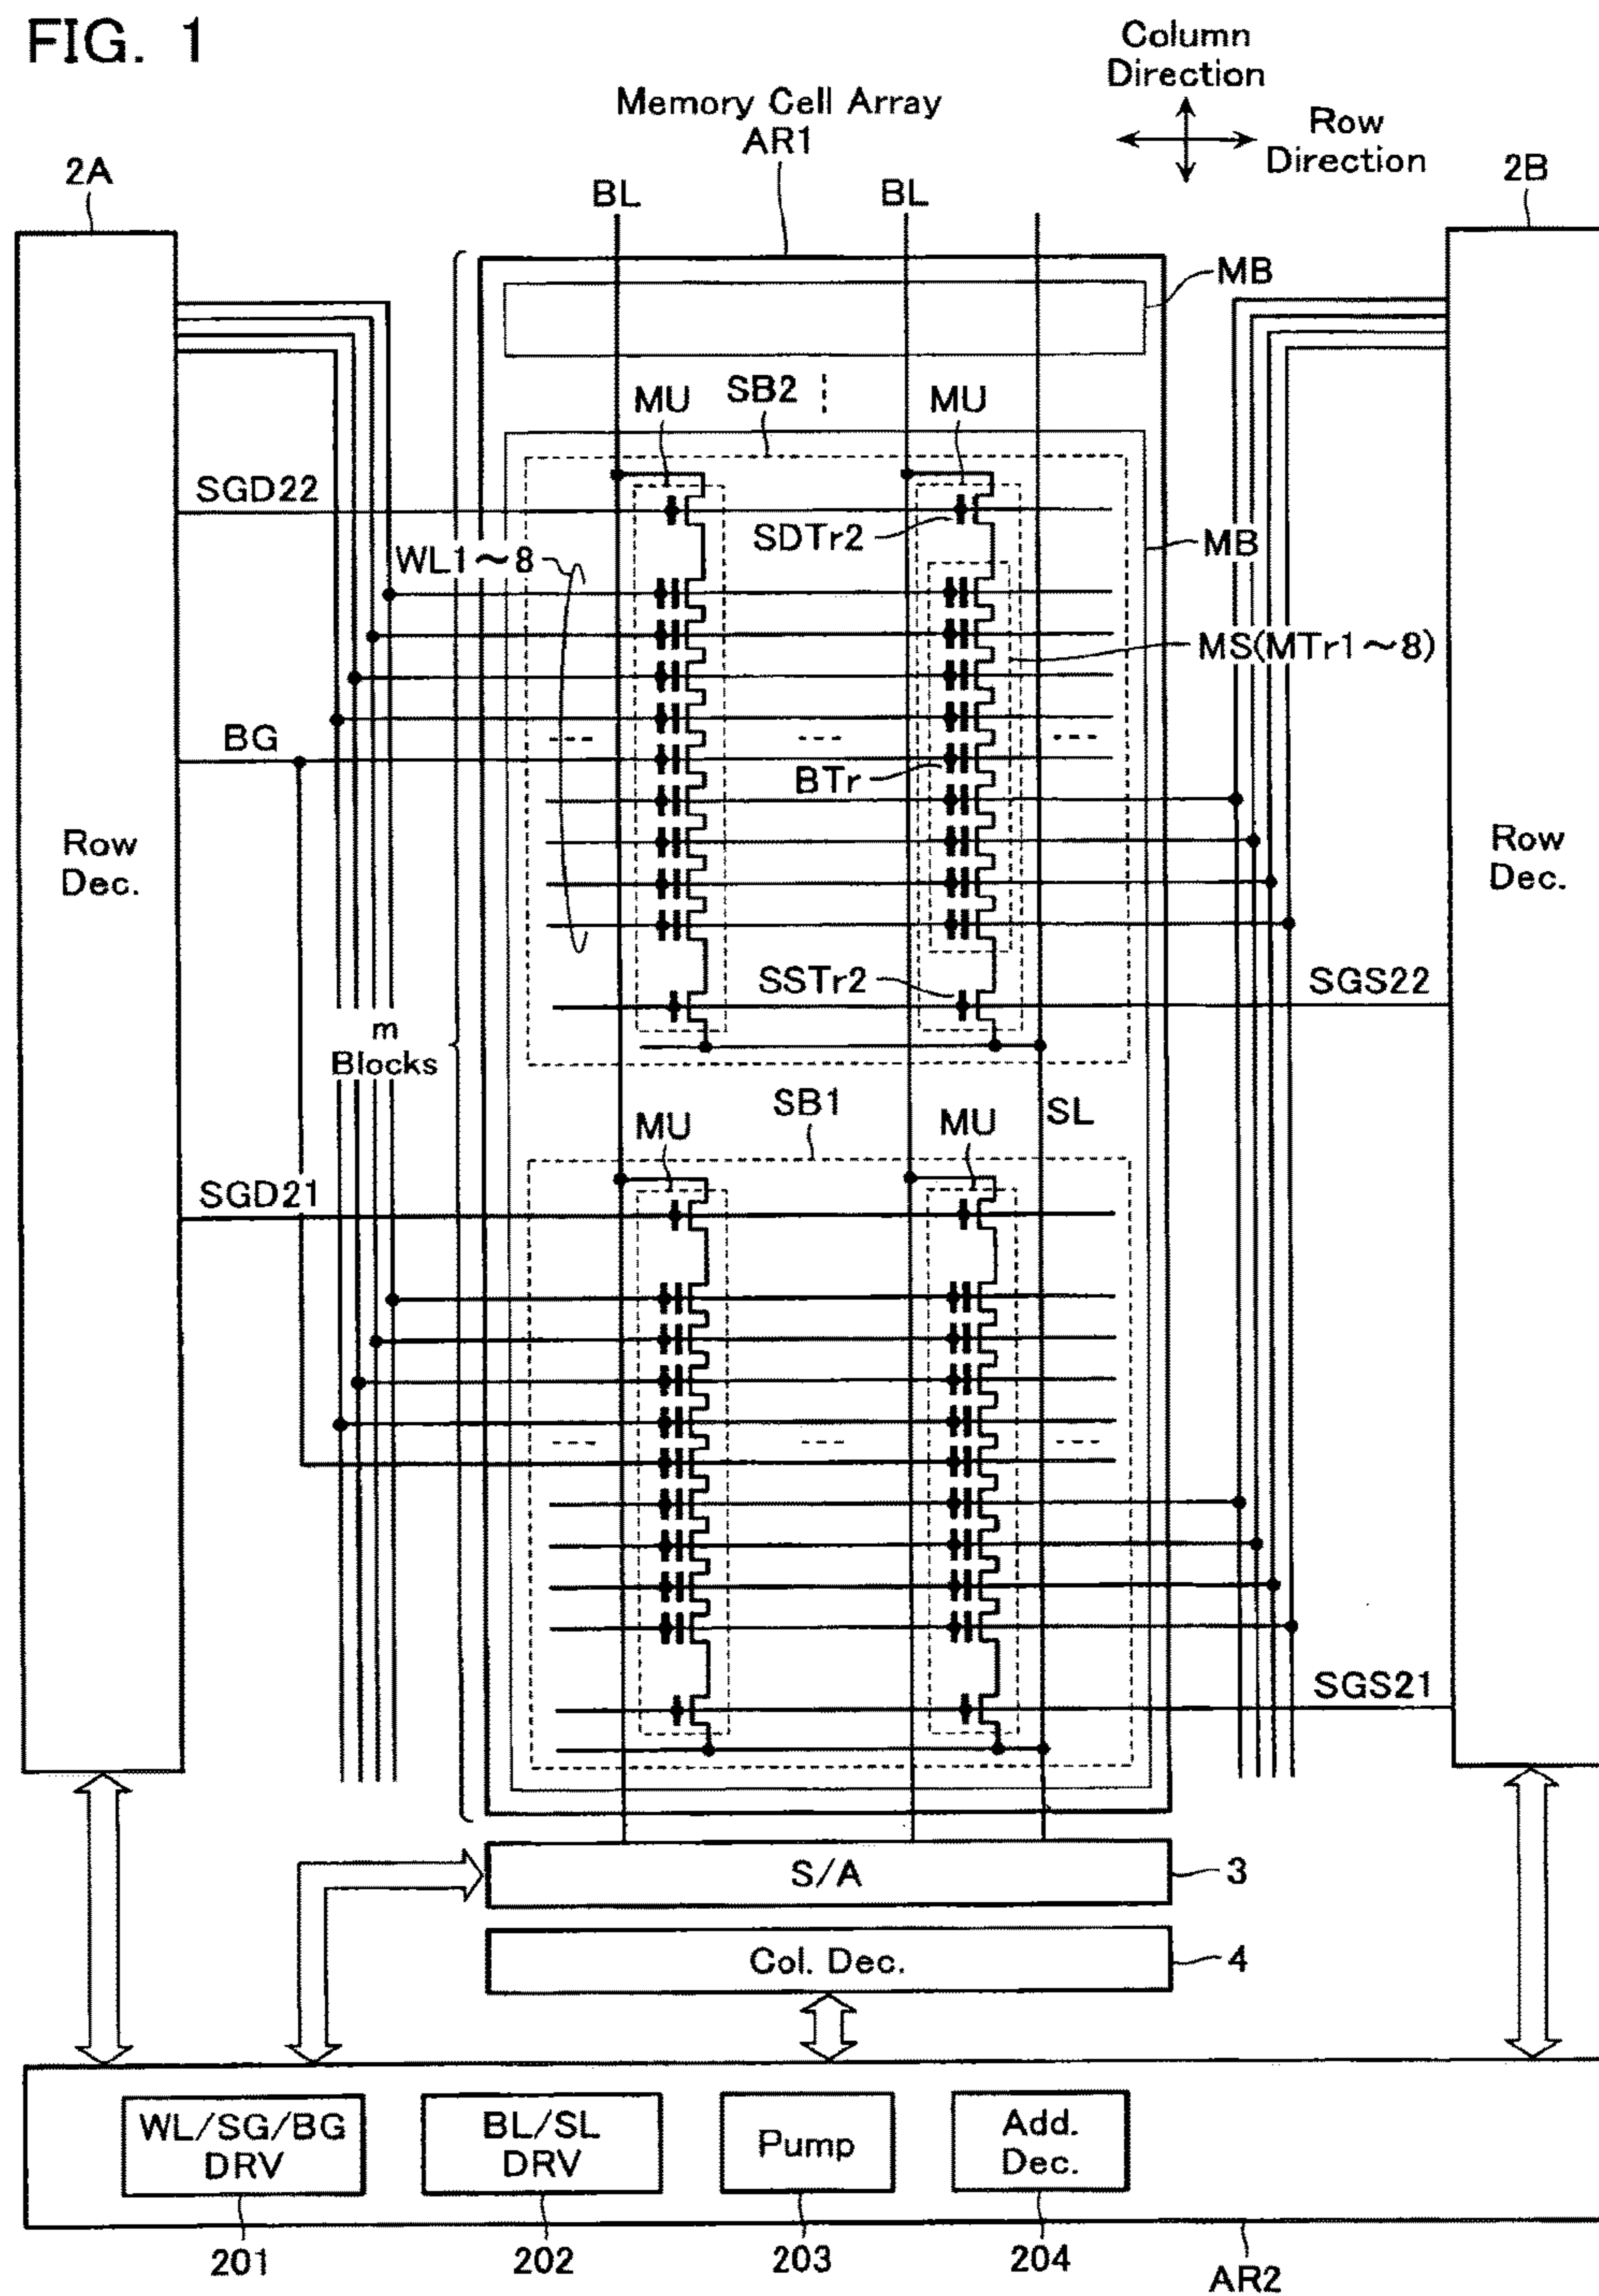 FIG. 1
Column
Direction
Row
Direction
Memory Cell Array
AR1
2A
2B
BL
BL
MB
SB2
MU
MU
SGD22
SDTr2
MB
WL1~8
MS(MTr1~8)
BG
BTr
Row
Dec.
Row
Dec.
SSTr2
SGS22
m
Blocks
SB1
SL
MU
MU
SGD21
SGS21
S/A
3
Col. Dec.
4
WL/SG/BG
DRV
BL/SL
DRV
Pump
Add.
Dec.
201
202
203
204
AR2